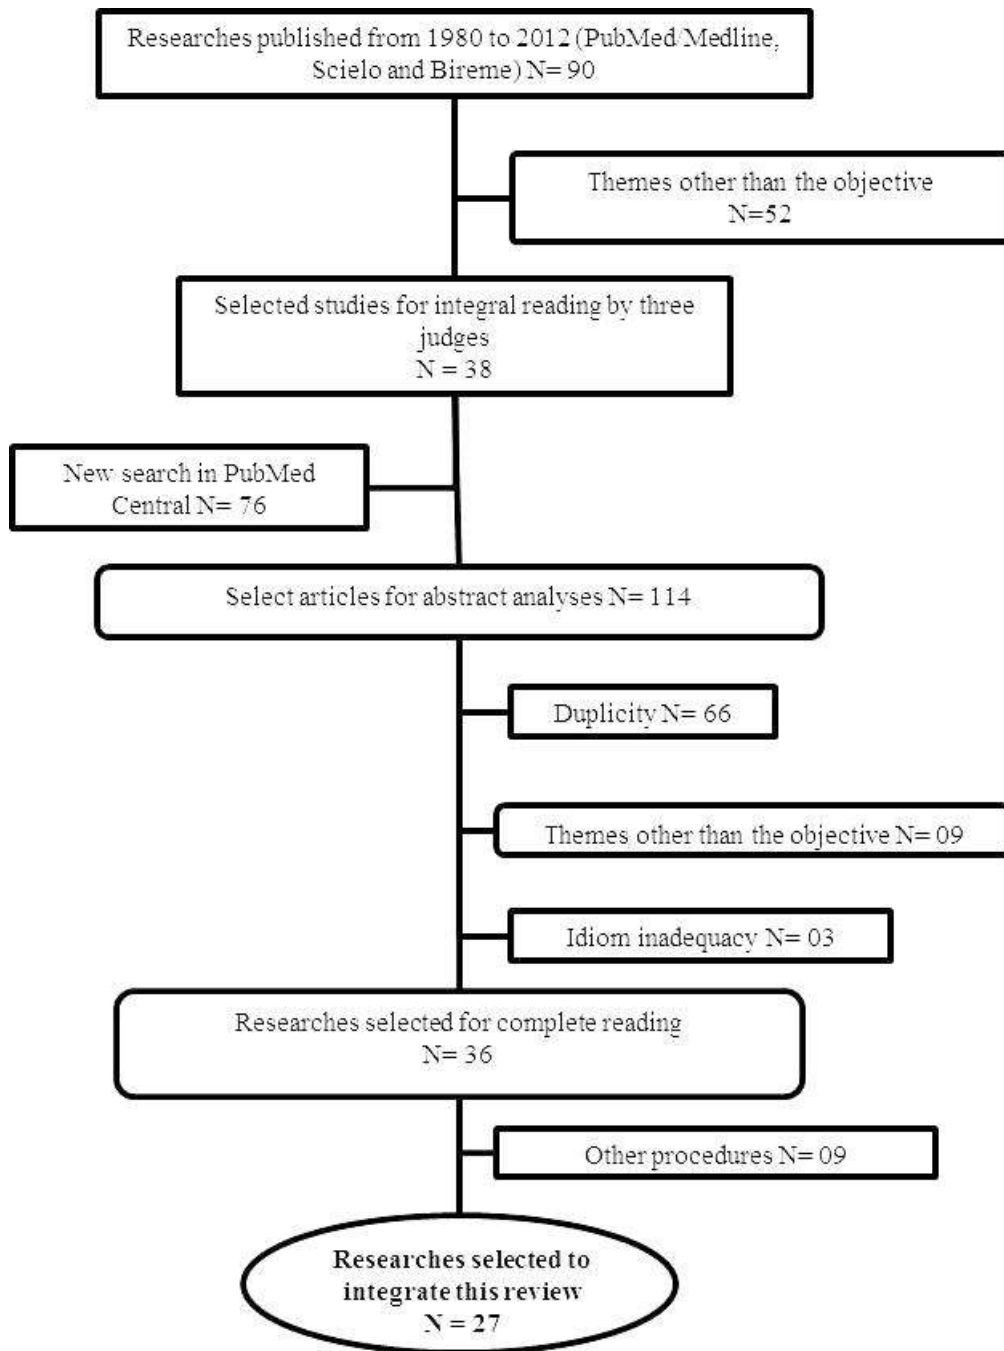 Researches published from 1980 to 2012 (PubMed/Medline,
Scielo and Bireme) N= 90
Themes other than the objective
N=52
Selected studies for integral reading by three
judges
N = 38
New search in PubMed
Central N= 76
Select articles for abstract analyses N= 114
Duplicity N= 66
Themes other than the objective N= 09
Idiom inadequacy N= 03
Researches selected for complete reading
N= 36
Other procedures N= 09
Researches selected to
integrate this review
N = 27